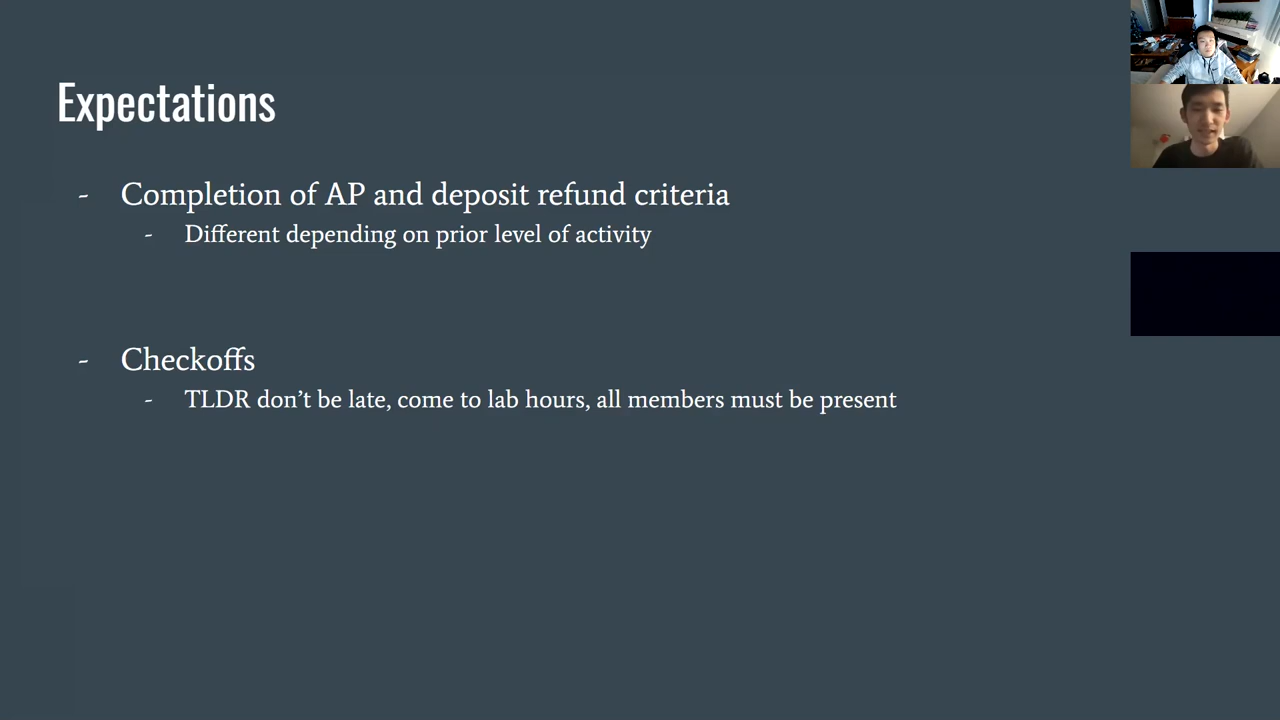 Expectations
- Completion of AP and deposit refund criteria
- Different depending on prior level of activity
- Checkoffs
- TLDR don’t be late, come to lab hours, all members must be present